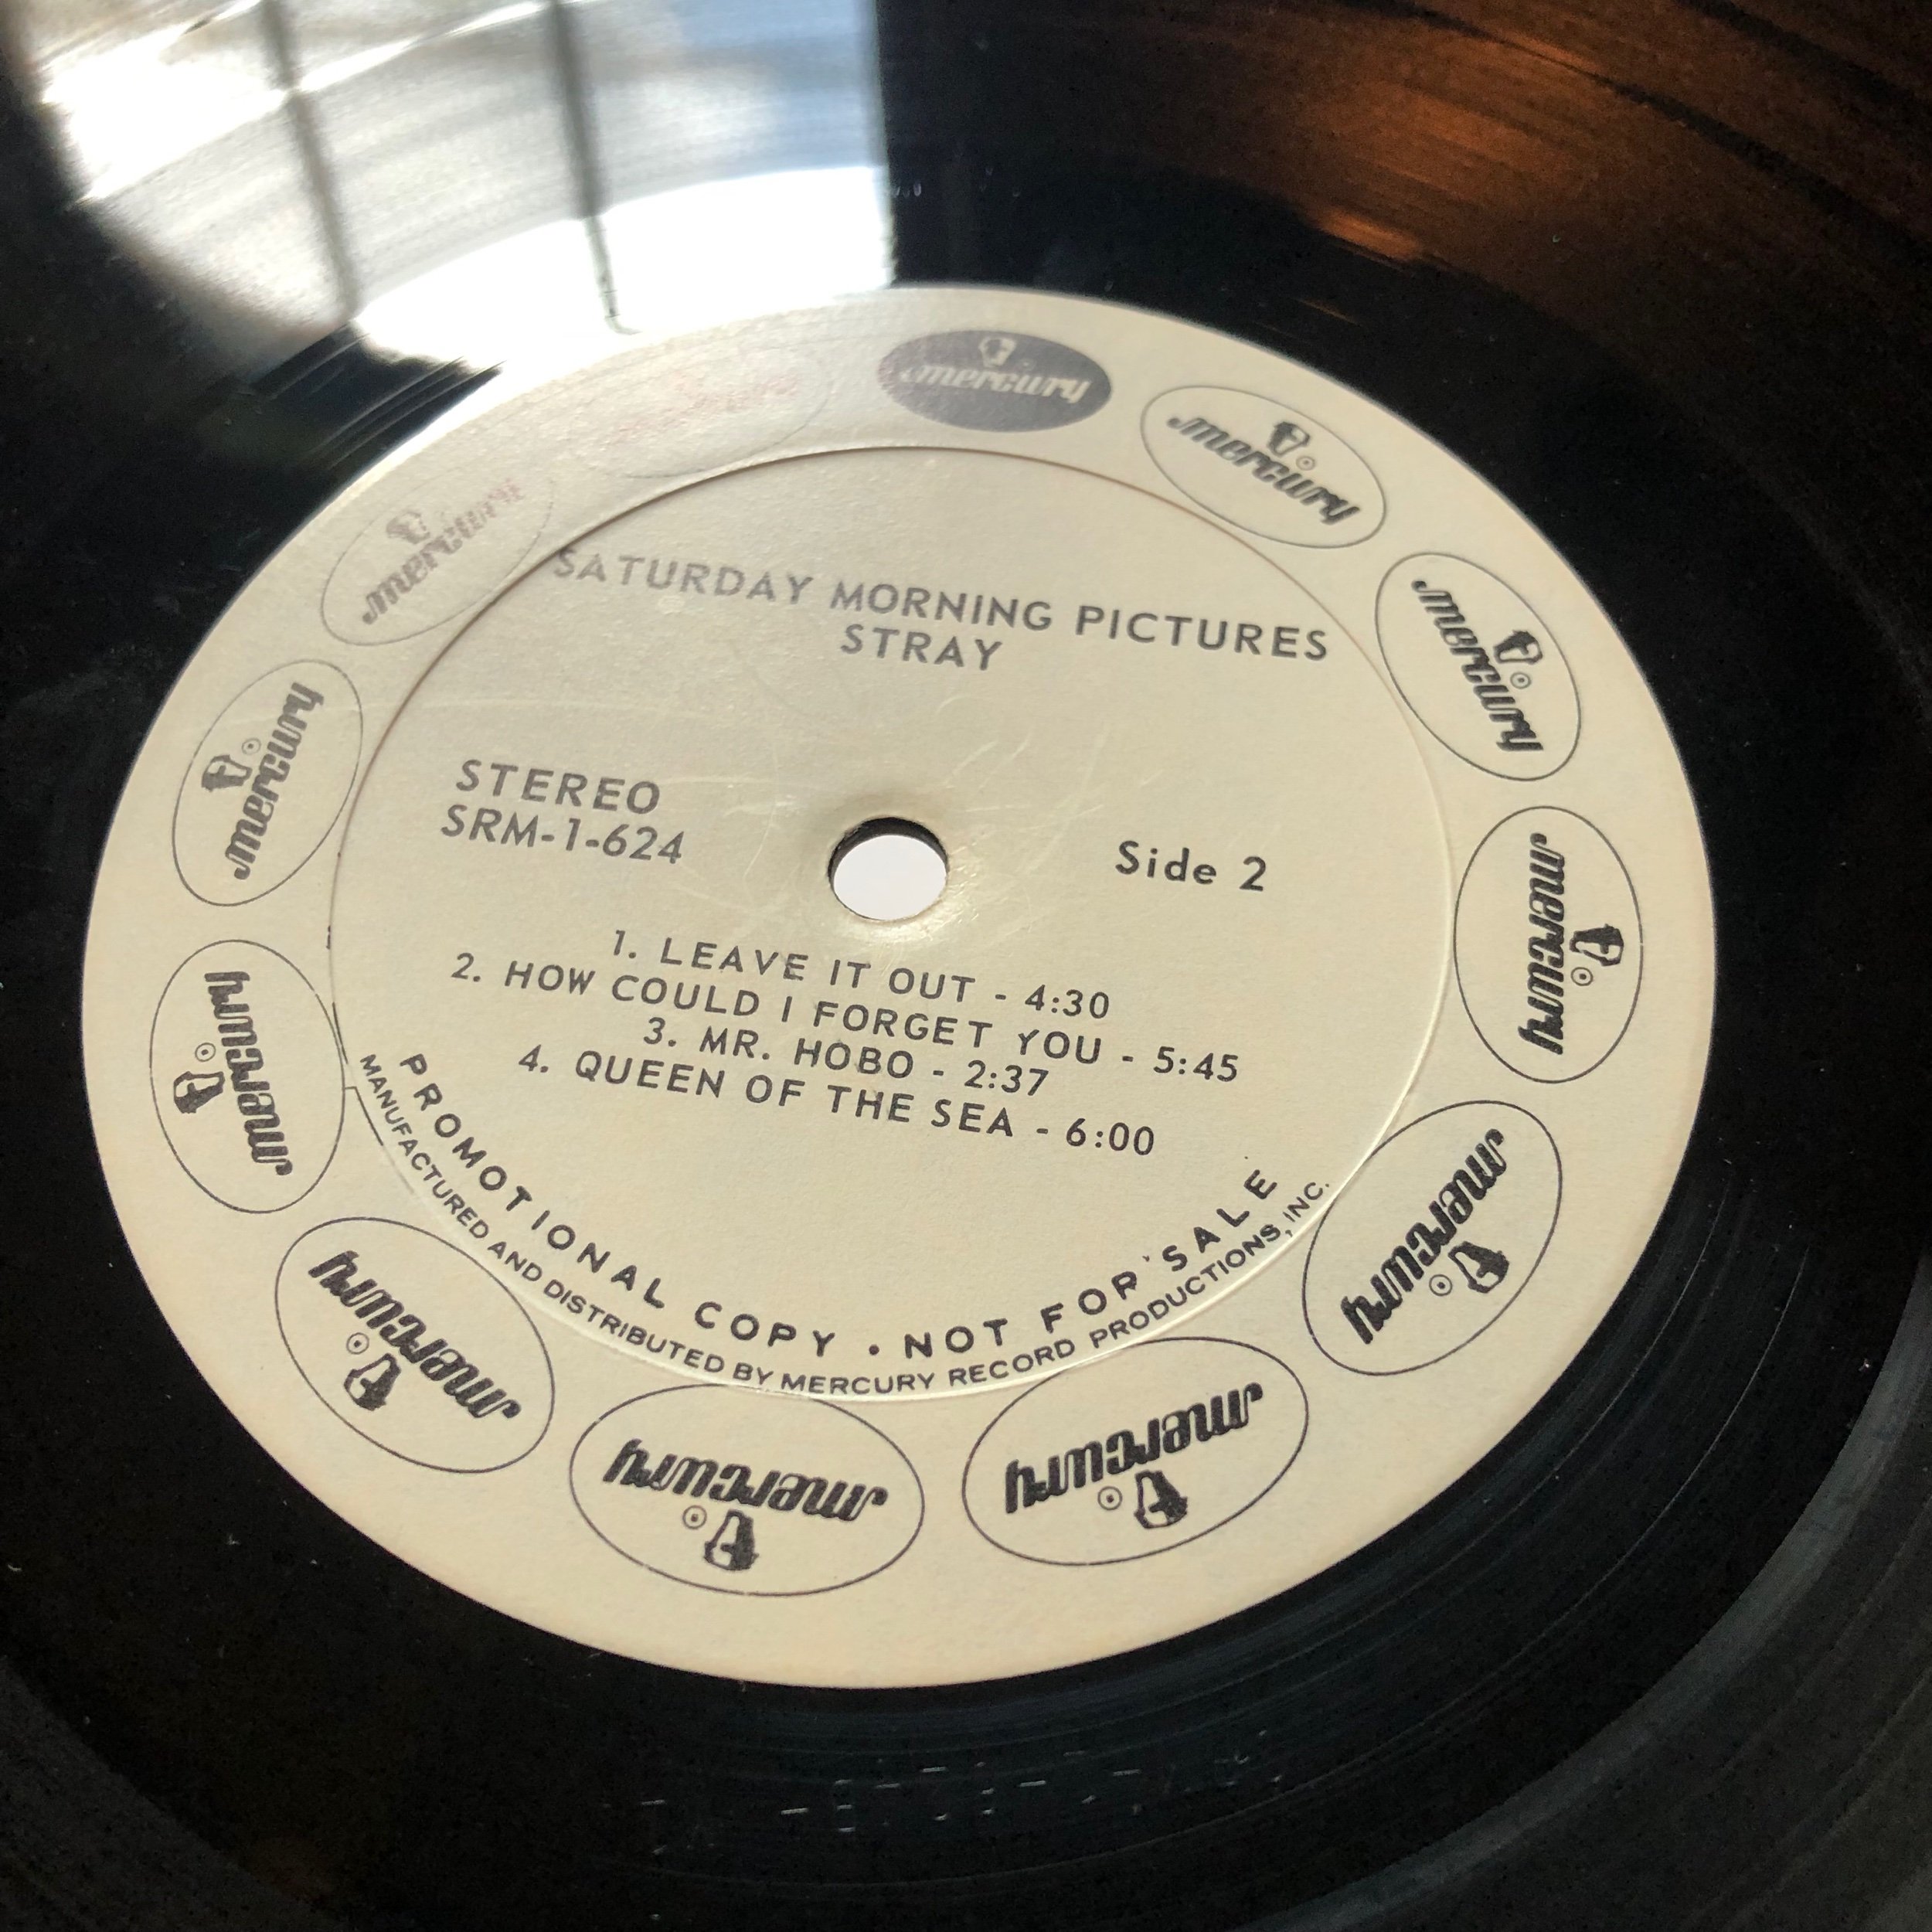 mercury
mercury
mercury
mercury
mercury
mercury
mercury
mercury
mercury
mercury
mercury
SATURDAY MORNING PICTURES
STRAY
STEREO
SRM-1-624
Side 2
1. LEAVE IT OUT - 4:30
2. HOW COULD I FORGET YOU - 5:45
3. MR. HOBO - 2:37
4. QUEEN OF THE SEA - 6:00
PROMOTIONAL COPY • NOT FOR SALE
MANUFACTURED AND DISTRIBUTED BY MERCURY RECORD PRODUCTIONS, INC.